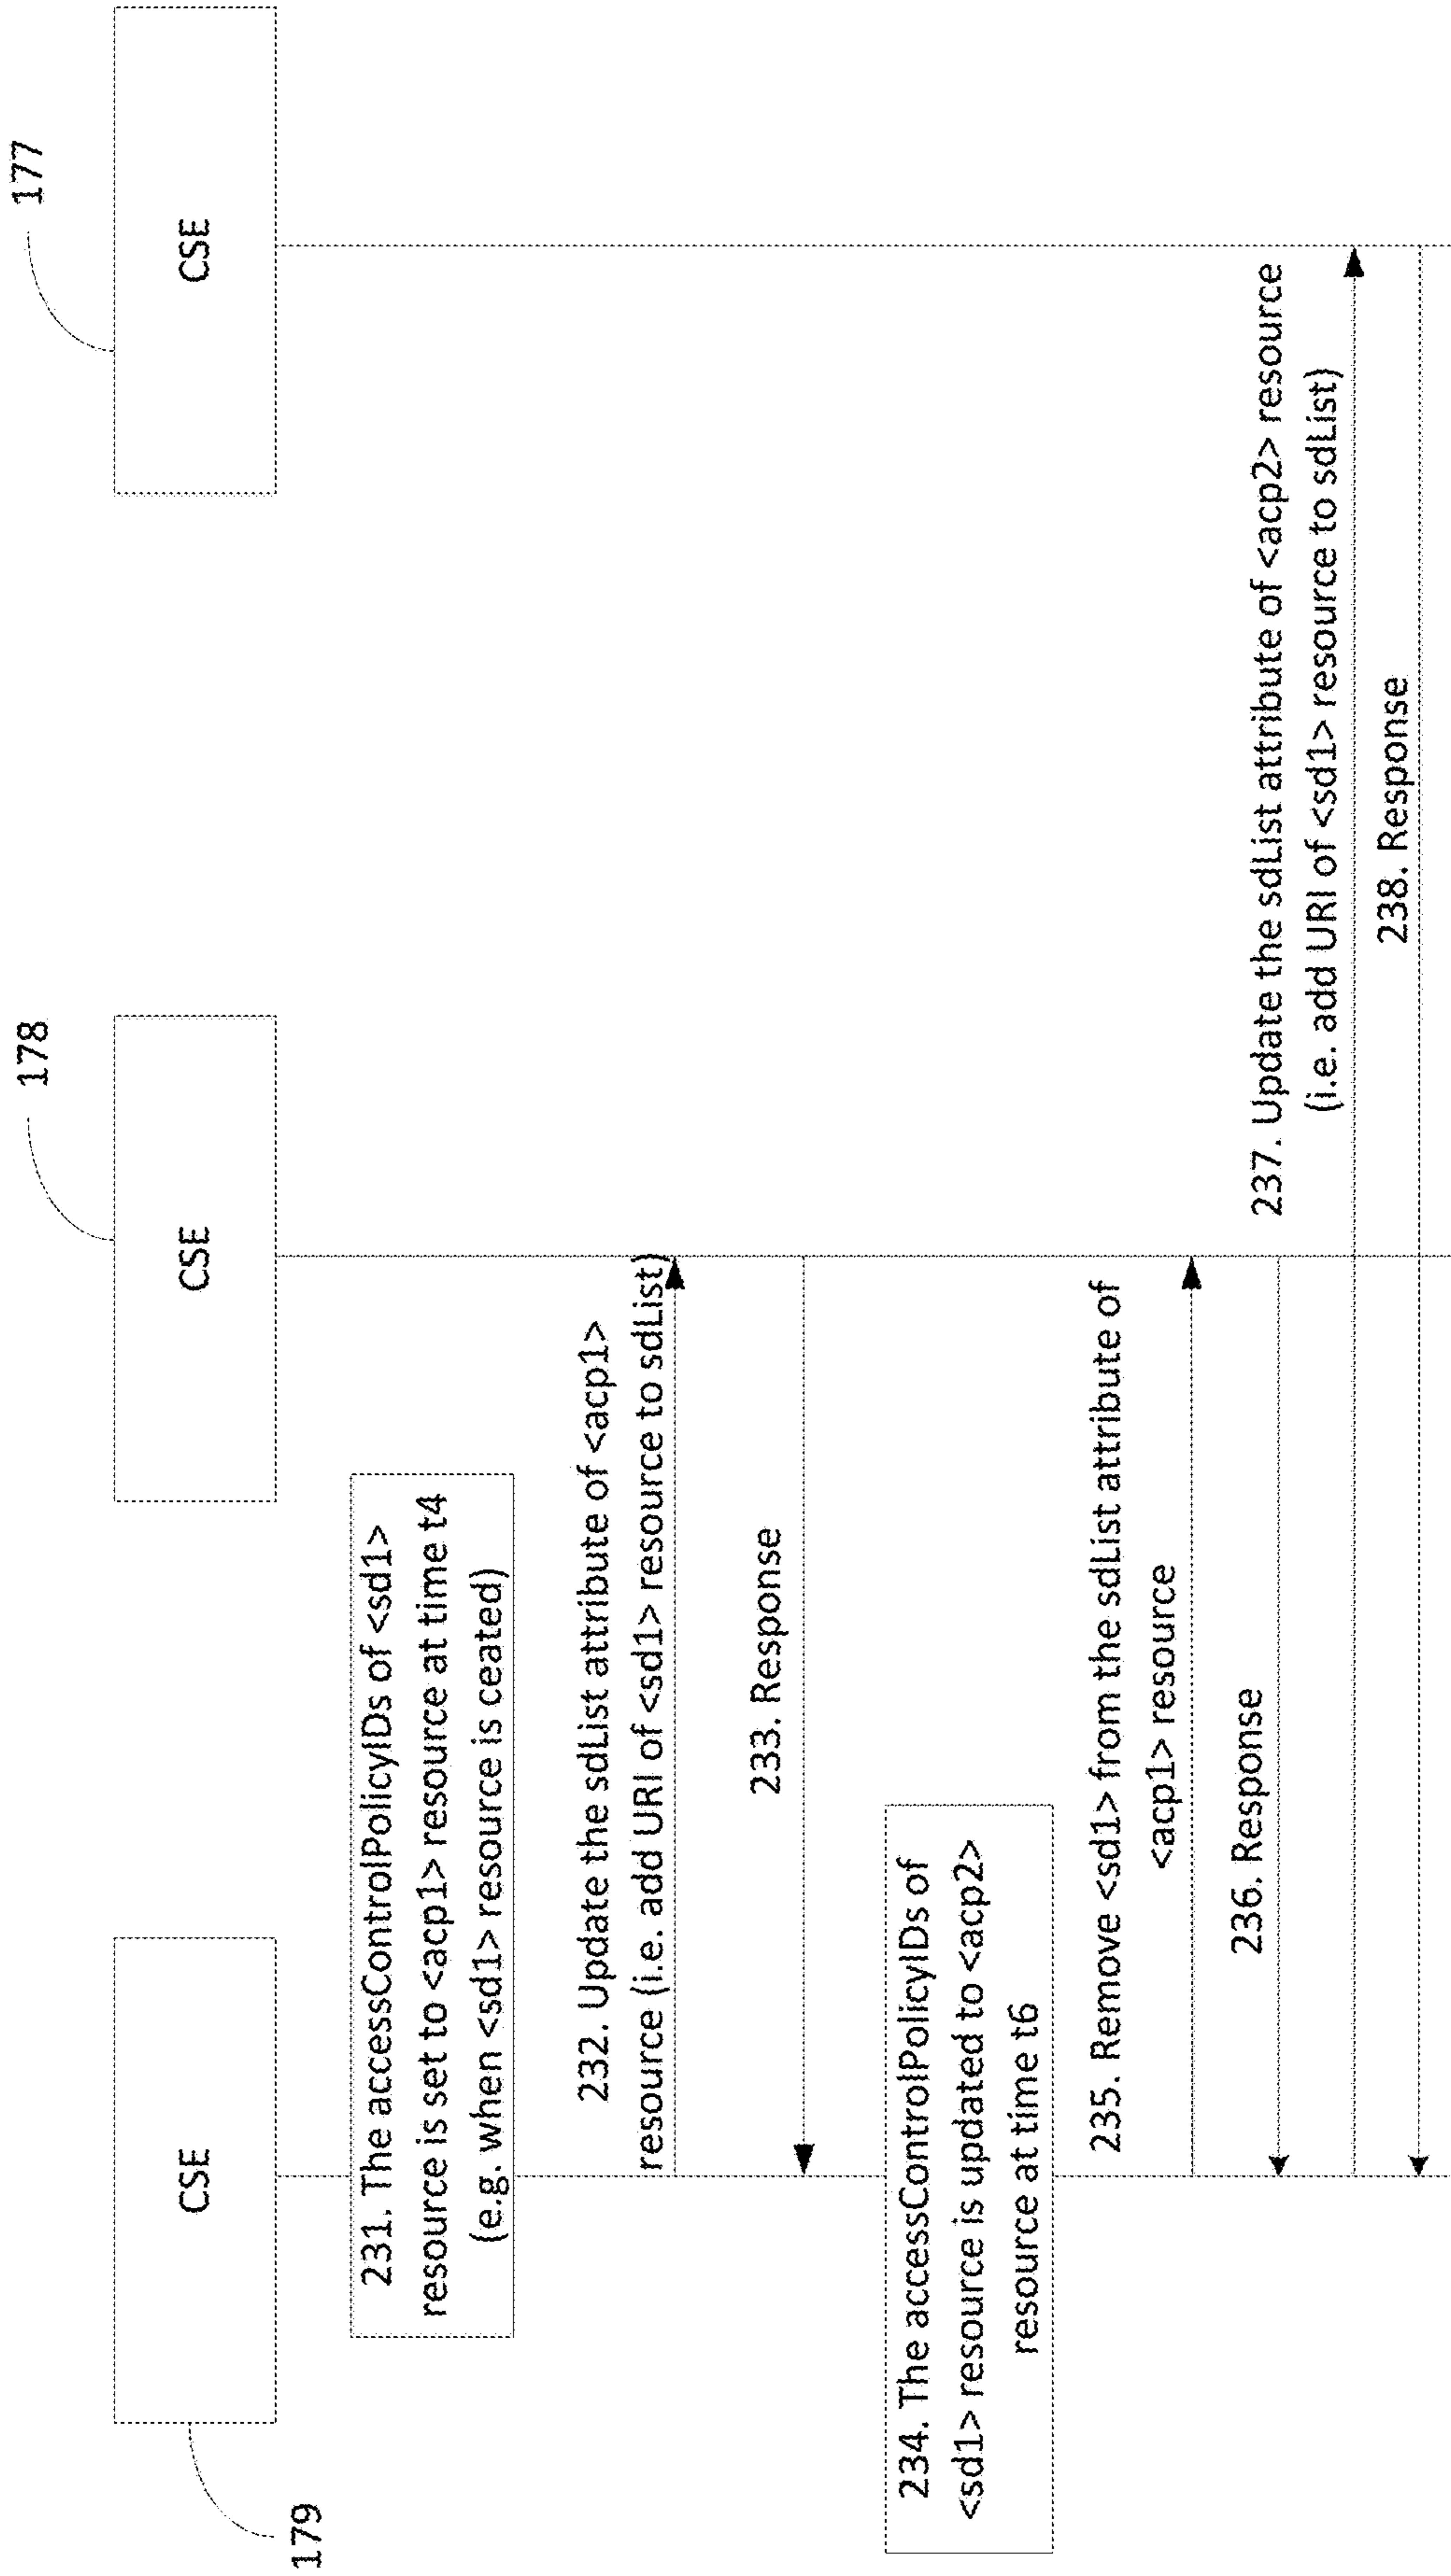 179
CSE
178
CSE
177
CSE
231. The accessControlPolicyIDs of <sd1>
resource is set to <acp1> resource at time t4
(e.g. when <sd1> resource is ceated)
232. Update the sdList attribute of <acp1>
resource (i.e. add URI of <sd1> resource to sdList)
233. Response
234. The accessControlPolicyIDs of
<sd1> resource is updated to <acp2>
resource at time t6
235. Remove <sd1> from the sdList attribute of
<acp1> resource
236. Response
237. Update the sdList attribute of <acp2> resource
(i.e. add URI of <sd1> resource to sdList)
238. Response